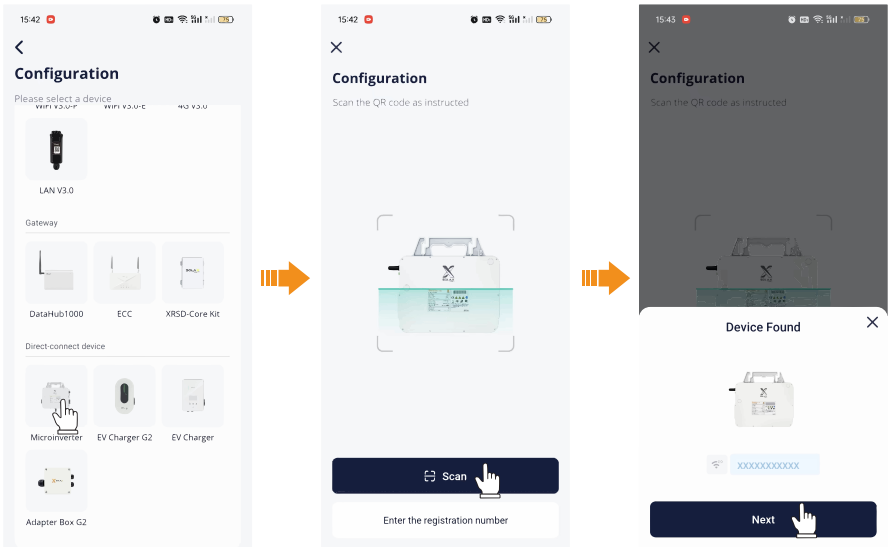 15:42
75
Configuration
Please select a device
WiFi V3.0-P WiFi V3.0-E 4G V3.0
LAN V3.0
Gateway
DataHub1000 ECC XRSD-Core Kit
Direct-connect device
Microinverter EV Charger G2 EV Charger
Adapter Box G2
15:42
75
Configuration
Scan the QR code as instructed
Scan
Enter the registration number
15:43
75
Configuration
Scan the QR code as instructed
Device Found
XXXXXXXXXXX
Next